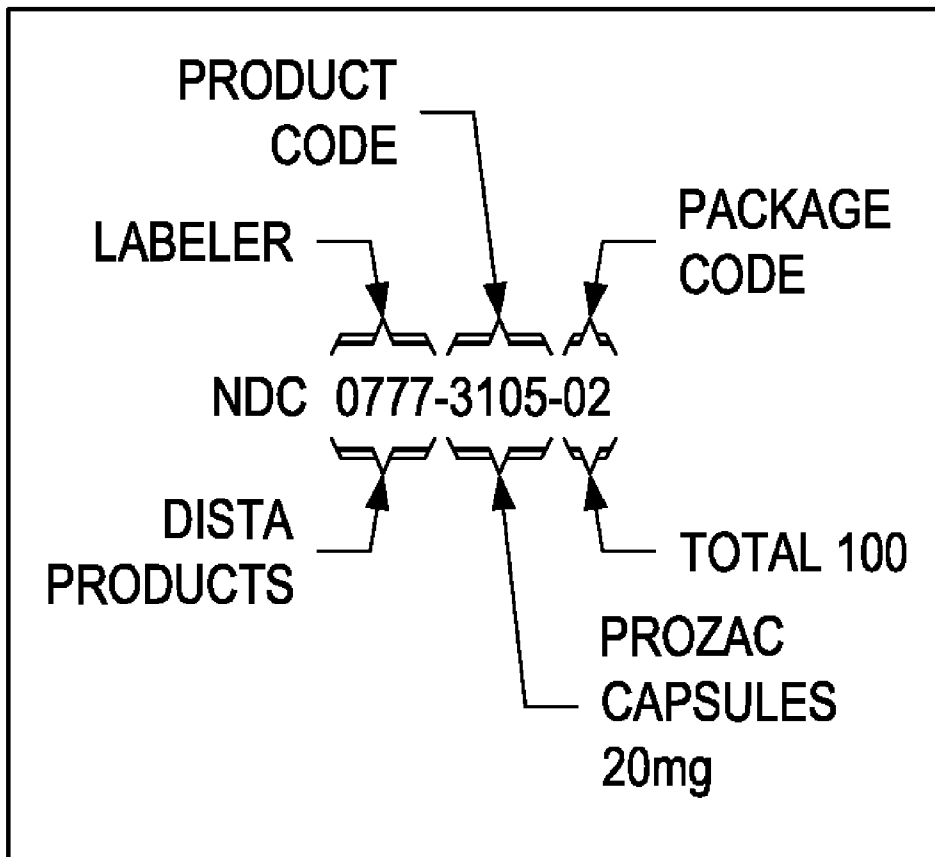 PRODUCT
CODE
LABELER
PACKAGE
CODE
NDC 0777-3105-02
DISTA
PRODUCTS
TOTAL 100
PROZAC
CAPSULES
20mg